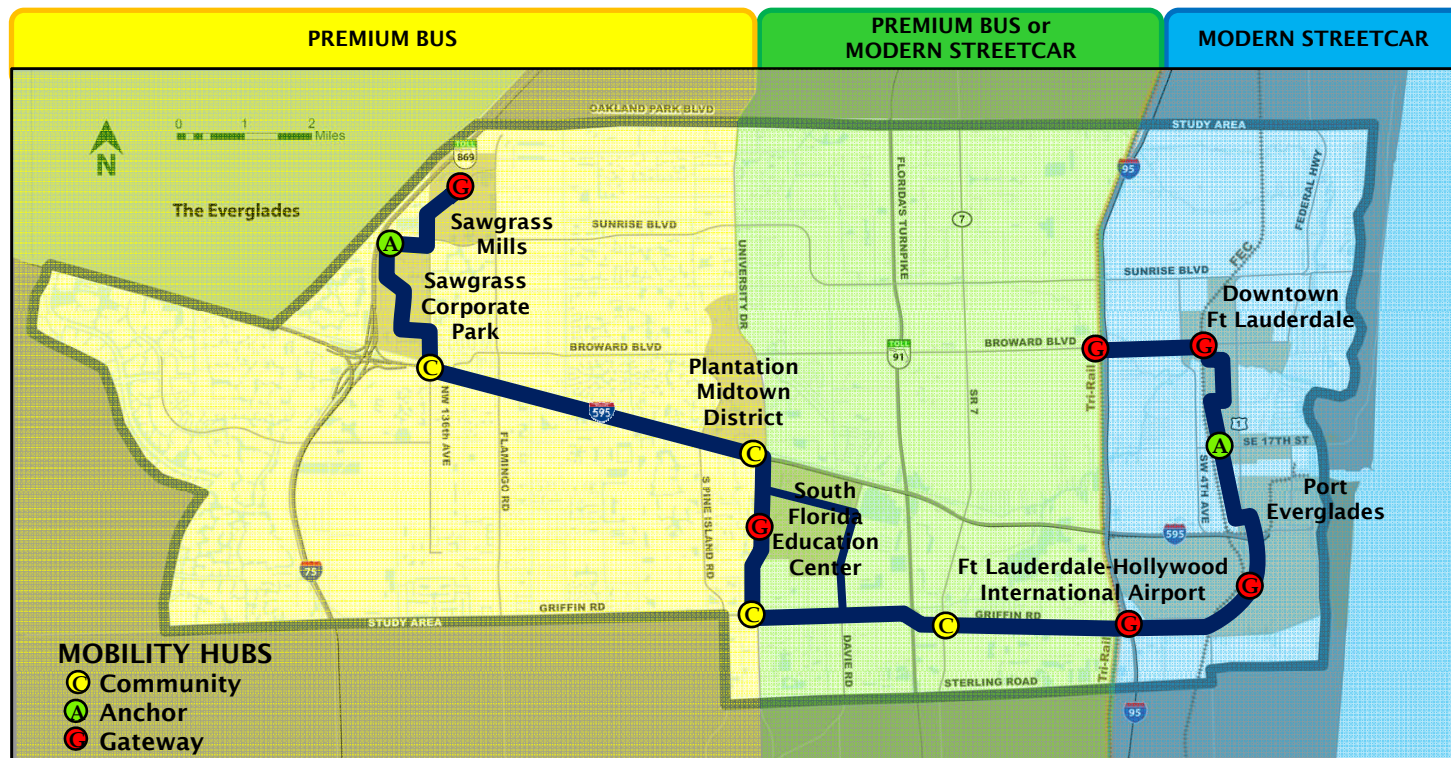 PREMIUM BUS
PREMIUM BUS or
MODERN STREETCAR
MODERN STREETCAR
OAKLAND PARK BLVD
STUDY AREA
0 1 2
Miles
N
TOLL
869
95
FLORIDA'S TURNPIKE
FEDERAL HWY
The Everglades
G
Sawgrass
Mills
SUNRISE BLVD
7
A
UNIVERSITY DR
FEC
SUNRISE BLVD
Sawgrass
Corporate
Park
Downtown
Ft Lauderdale
BROWARD BLVD
TOLL
91
BROWARD BLVD
G
G
C
Plantation
Midtown
District
595
Tri-Rail
SR 7
1
NW 136th AVE
FLAMINGO RD
C
A
SE 17TH ST
S PINE ISLAND RD
SW 4TH AVE
South
Florida
Education
Center
G
Port
Everglades
595
75
Ft Lauderdale-Hollywood
International Airport
G
GRIFFIN RD
C
C
GRIFFIN RD
G
STUDY AREA
DAVIE RD
Tri-Rail
STERLING ROAD
95
MOBILITY HUBS
C Community
A Anchor
G Gateway